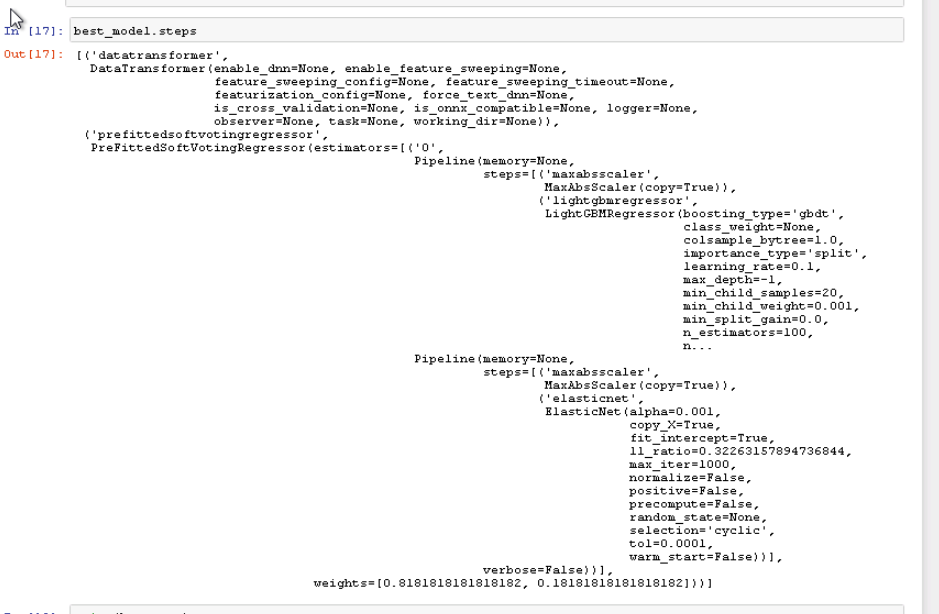 In [17]: best_model.steps
Out[17]: [('datatransformer',
DataTransformer(enable_dnn=None, enable_feature_sweeping=None,
feature_sweeping_config=None, feature_sweeping_timeout=None,
featurization_config=None, force_text_dnn=None,
is_cross_validation=None, is_onnx_compatible=None, logger=None,
observer=None, task=None, working_dir=None)),
('prefittedsoftvotingregressor',
PreFittedSoftVotingRegressor(estimators=[('0',
Pipeline(memory=None,
steps=[('maxabsscaler',
MaxAbsScaler(copy=True)),
('lightgbmregressor',
LightGBMRegressor(boosting_type='gbdt',
class_weight=None,
colsample_bytree=1.0,
importance_type='split',
learning_rate=0.1,
max_depth=-1,
min_child_samples=20,
min_child_weight=0.001,
min_split_gain=0.0,
n_estimators=100,
n...
Pipeline(memory=None,
steps=[('maxabsscaler',
MaxAbsScaler(copy=True)),
('elasticnet',
ElasticNet(alpha=0.001,
copy_X=True,
fit_intercept=True,
l1_ratio=0.32263157894736844,
max_iter=1000,
normalize=False,
positive=False,
precompute=False,
random_state=None,
selection='cyclic',
tol=0.0001,
warm_start=False))],
verbose=False))],
weights=[0.8181818181818182, 0.18181818181818182]))]